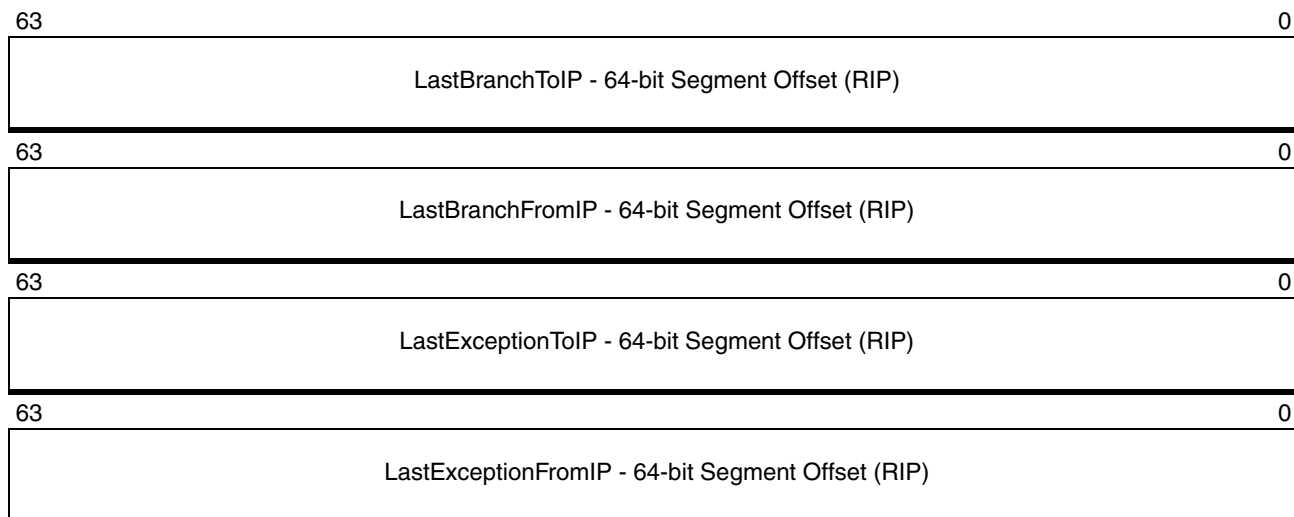 63 0
LastBranchToIP - 64-bit Segment Offset (RIP)
63 0
LastBranchFromIP - 64-bit Segment Offset (RIP)
63 0
LastExceptionToIP - 64-bit Segment Offset (RIP)
63 0
LastExceptionFromIP - 64-bit Segment Offset (RIP)